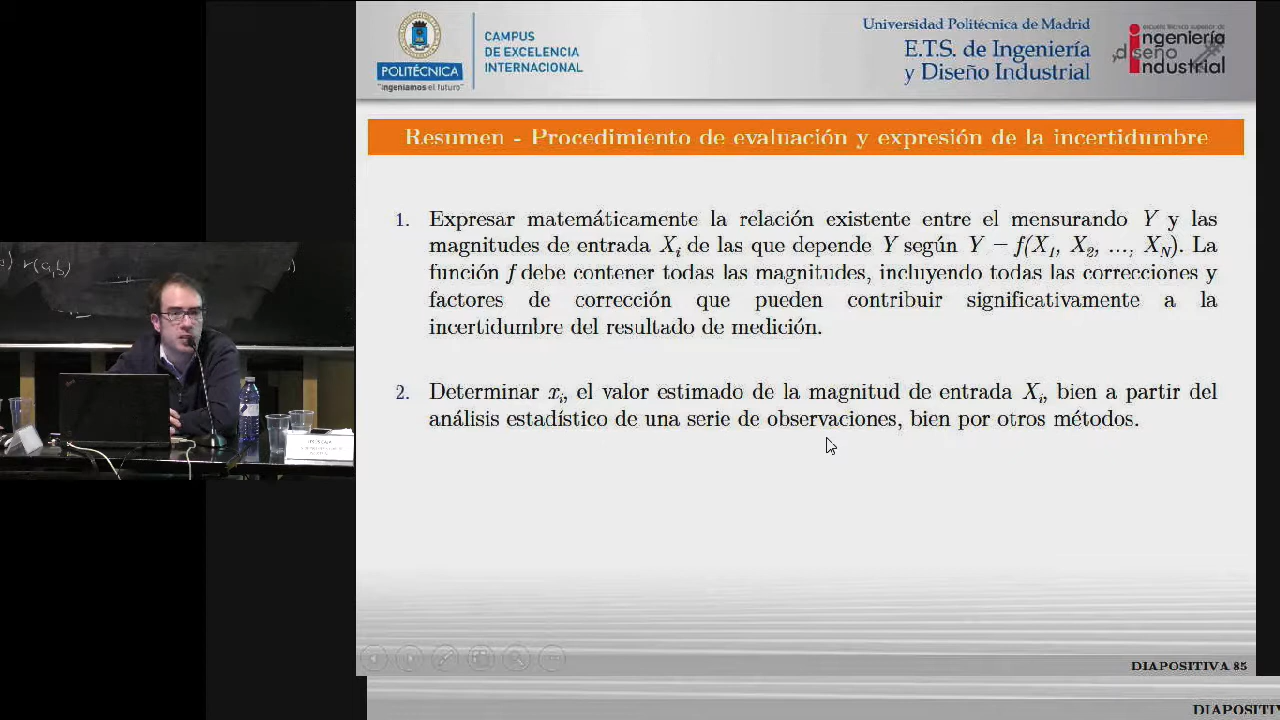 POLITÉCNICA
"Ingeniamos el futuro"
CAMPUS
DE EXCELENCIA
INTERNACIONAL
Universidad Politécnica de Madrid
E.T.S. de Ingeniería
y Diseño Industrial
escuela técnica superior de
ingeniería
diseño
industrial
Resumen - Procedimiento de evaluación y expresión de la incertidumbre
1. Expresar matemáticamente la relación existente entre el mensurando Y y las
magnitudes de entrada Xi de las que depende Y según Y = f(X1, X2, ..., XN). La
función f debe contener todas las magnitudes, incluyendo todas las correcciones y
factores de corrección que pueden contribuir significativamente a la
incertidumbre del resultado de medición.
2. Determinar xi, el valor estimado de la magnitud de entrada Xi, bien a partir del
análisis estadístico de una serie de observaciones, bien por otros métodos.
r(a,b)
DIAPOSITIVA 85
DIAPOSITIV